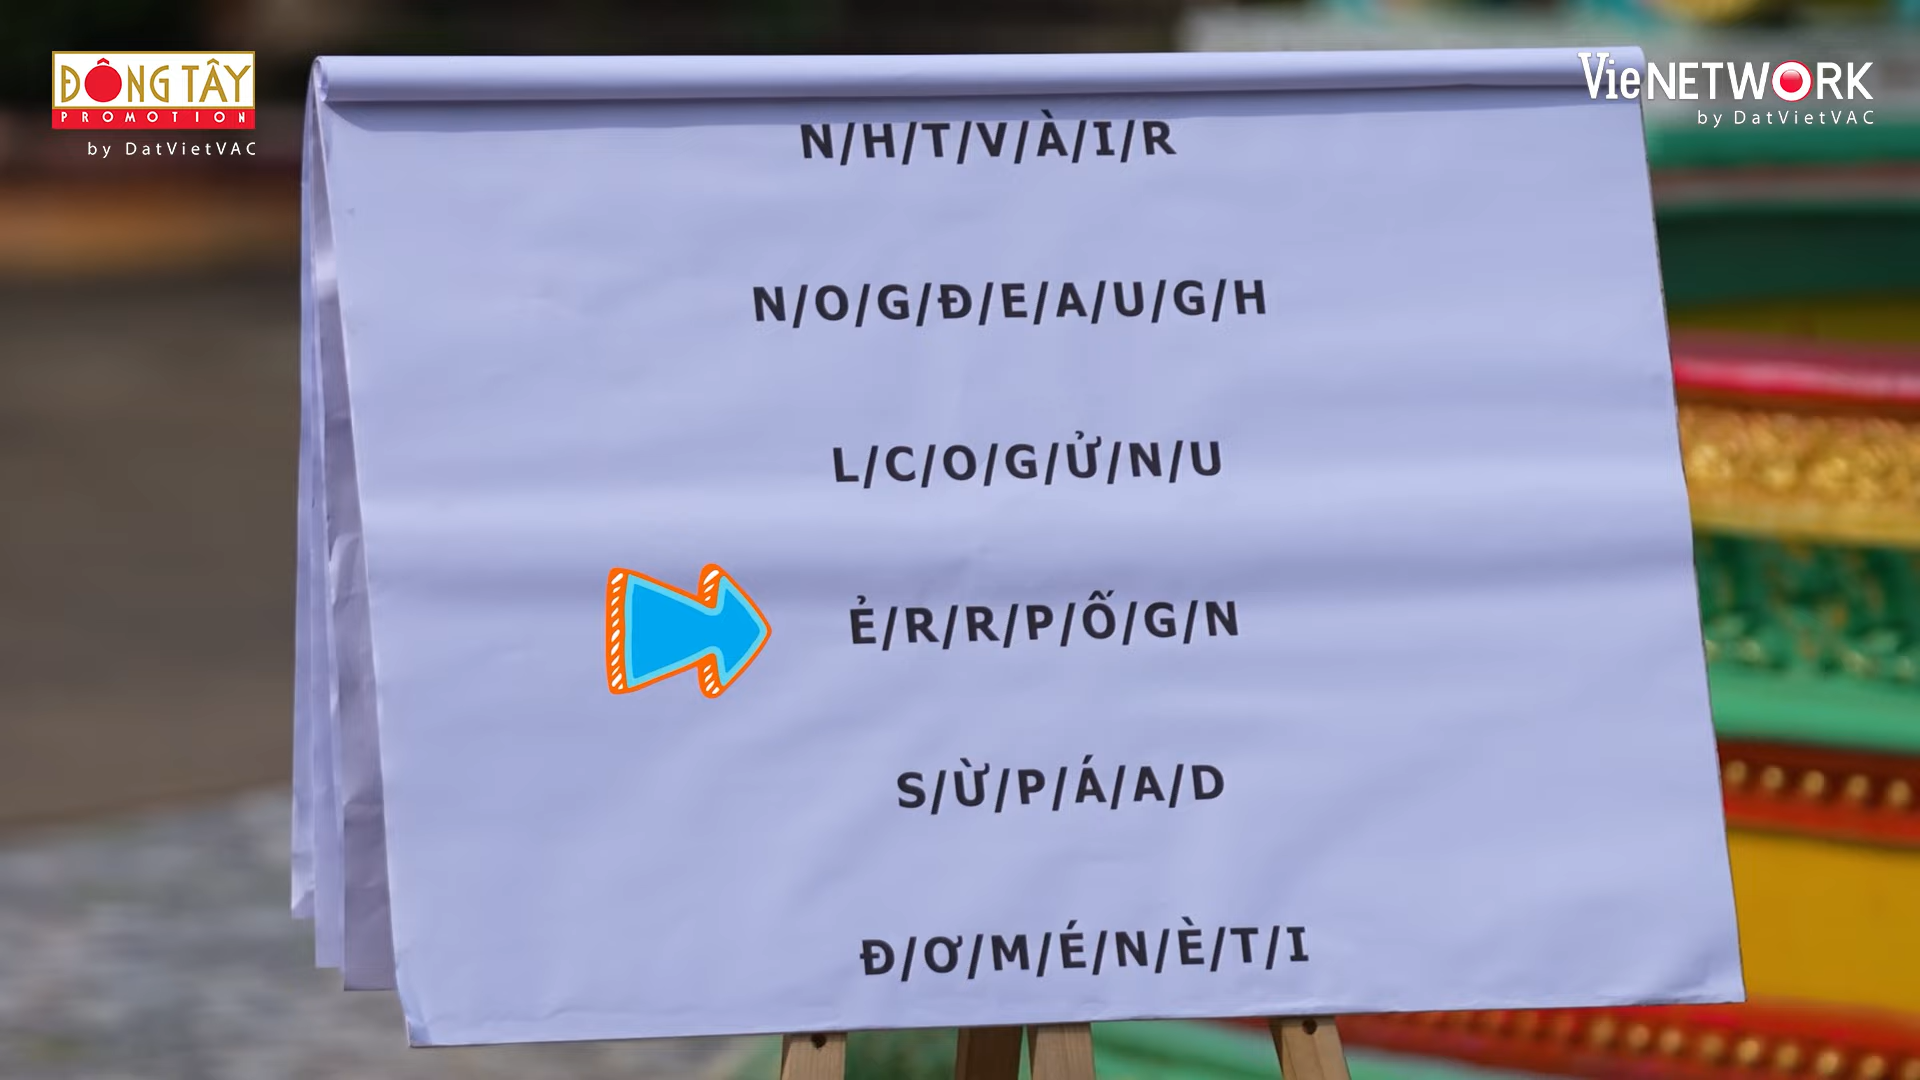 ĐÔNG TÂY
PROMOTION
by DatVietVAC
VieNETWORK
by DatVietVAC
N/H/T/V/À/I/R
N/O/G/Đ/E/A/U/G/H
L/C/O/G/Ử/N/U
Ẻ/R/R/P/Ố/G/N
S/Ừ/P/Á/A/D
Đ/Ơ/M/É/N/È/T/I